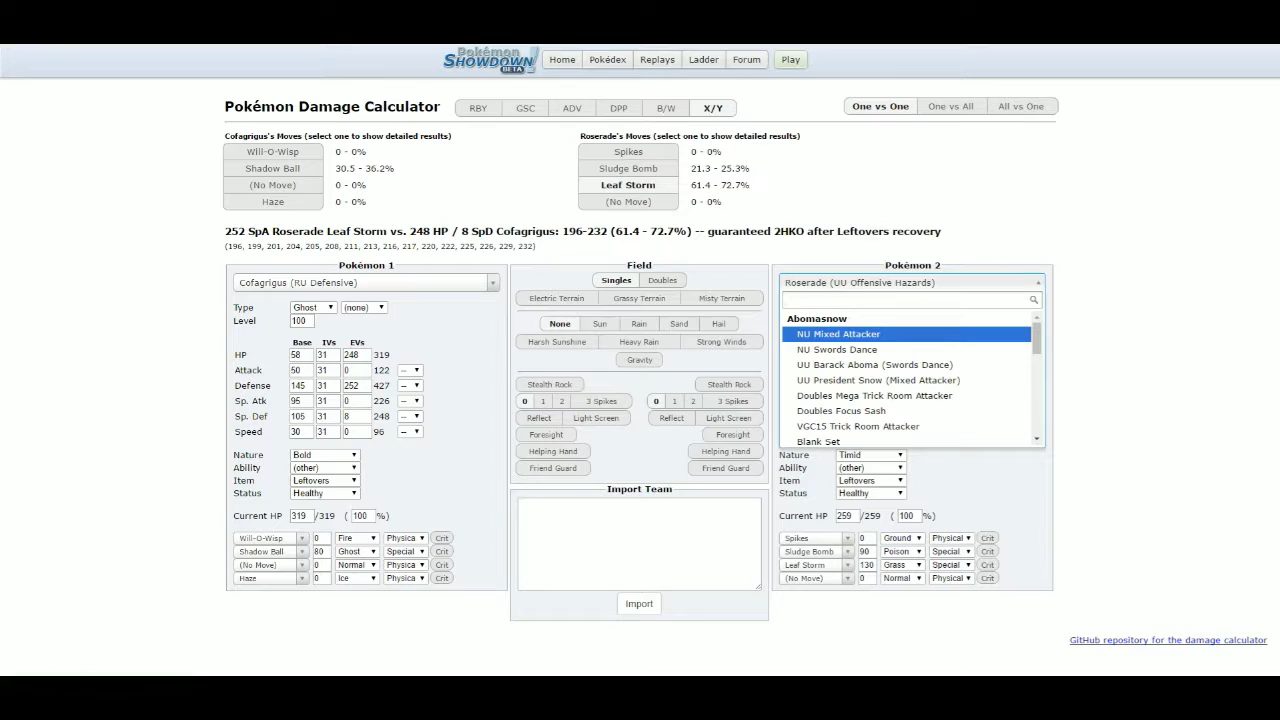 Pokémon SHOWDOWN! BETA Home Pokédex Replays Ladder Forum Play
Pokémon Damage Calculator RBY GSC ADV DPP B/W X/Y One vs One One vs All All vs One
Cofagrigus's Moves (select one to show detailed results) Roserade's Moves (select one to show detailed results)
Will-O-Wisp 0 - 0% Spikes 0 - 0%
Shadow Ball 30.5 - 36.2% Sludge Bomb 21.3 - 25.3%
(No Move) 0 - 0% Leaf Storm 61.4 - 72.7%
Haze 0 - 0% (No Move) 0 - 0%
252 SpA Roserade Leaf Storm vs. 248 HP / 8 SpD Cofagrigus: 196-232 (61.4 - 72.7%) -- guaranteed 2HKO after Leftovers recovery
(196, 199, 201, 204, 205, 208, 211, 213, 216, 217, 220, 222, 225, 226, 229, 232)
Pokémon 1
Cofagrigus (RU Defensive)
Type Ghost (none)
Level 100
Base IVs EVs
HP 58 31 248 319
Attack 50 31 0 122 --
Defense 145 31 252 427 --
Sp. Atk 95 31 0 226 --
Sp. Def 105 31 8 248 --
Speed 30 31 0 96 --
Nature Bold
Ability (other)
Item Leftovers
Status Healthy
Current HP 319 /319 ( 100 %)
Will-O-Wisp 0 Fire Physica Crit
Shadow Ball 80 Ghost Special Crit
(No Move) 0 Normal Physica Crit
Haze 0 Ice Physica Crit
Field
Singles Doubles
Electric Terrain Grassy Terrain Misty Terrain
None Sun Rain Sand Hail
Harsh Sunshine Heavy Rain Strong Winds
Gravity
Stealth Rock Stealth Rock
0 1 2 3 Spikes 0 1 2 3 Spikes
Reflect Light Screen Reflect Light Screen
Foresight Foresight
Helping Hand Helping Hand
Friend Guard Friend Guard
Import Team
Import
Pokémon 2
Roserade (UU Offensive Hazards)
Abomasnow
NU Mixed Attacker
NU Swords Dance
UU Barack Aboma (Swords Dance)
UU President Snow (Mixed Attacker)
Doubles Mega Trick Room Attacker
Doubles Focus Sash
VGC15 Trick Room Attacker
Blank Set
Nature Timid
Ability (other)
Item Leftovers
Status Healthy
Current HP 259 /259 ( 100 %)
Spikes 0 Ground Physical Crit
Sludge Bomb 90 Poison Special Crit
Leaf Storm 130 Grass Special Crit
(No Move) 0 Normal Physical Crit
GitHub repository for the damage calculator